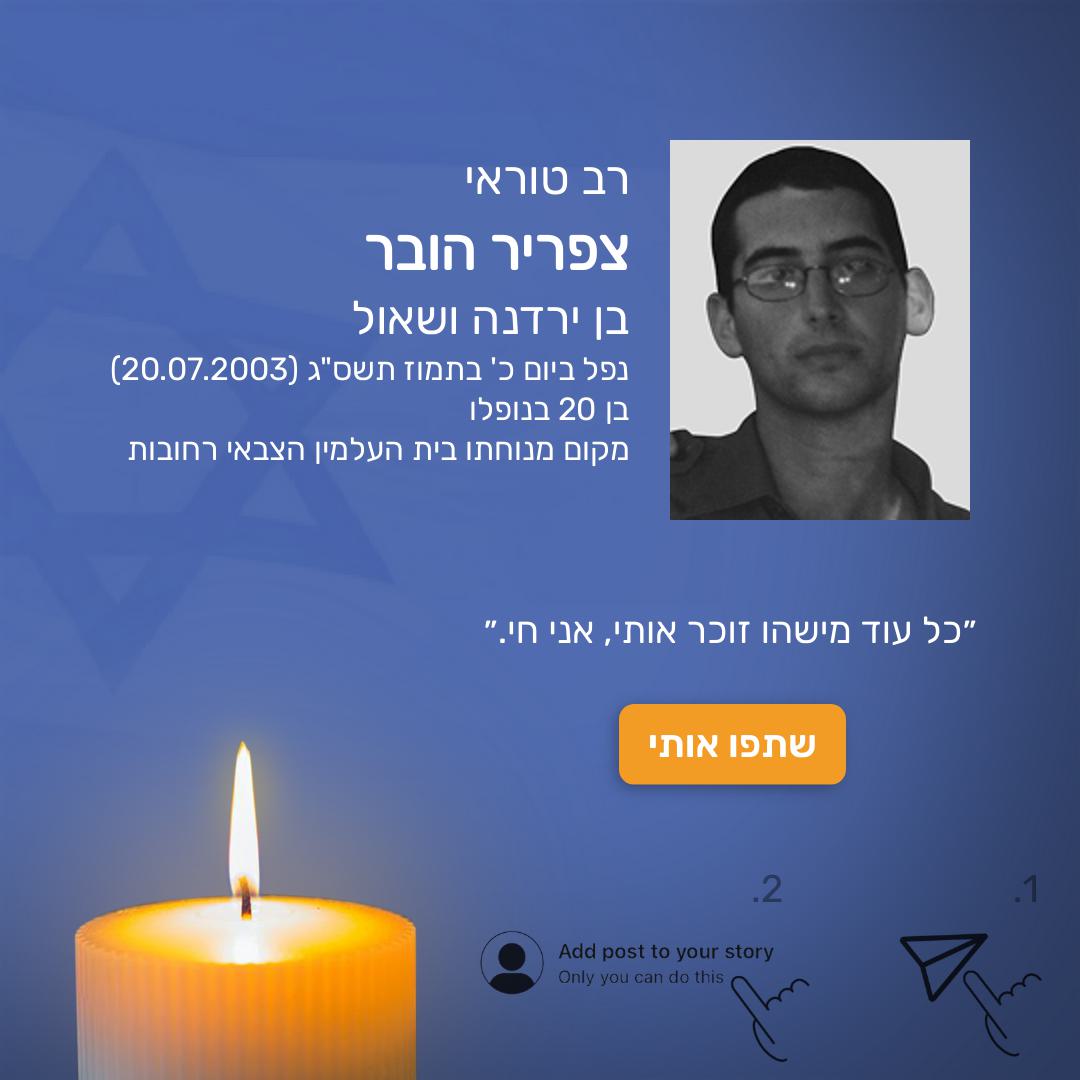 רב טוראי
צפריר הובר
בן ירדנה ושאול
נפל ביום כ' בתמוז תשס"ג (20.07.2003)
בן 20 בנופלו
מקום מנוחתו בית העלמין הצבאי רחובות
״כל עוד מישהו זוכר אותי, אני חי.״
שתפו אותי
1.
2.
Add post to your story
Only you can do this